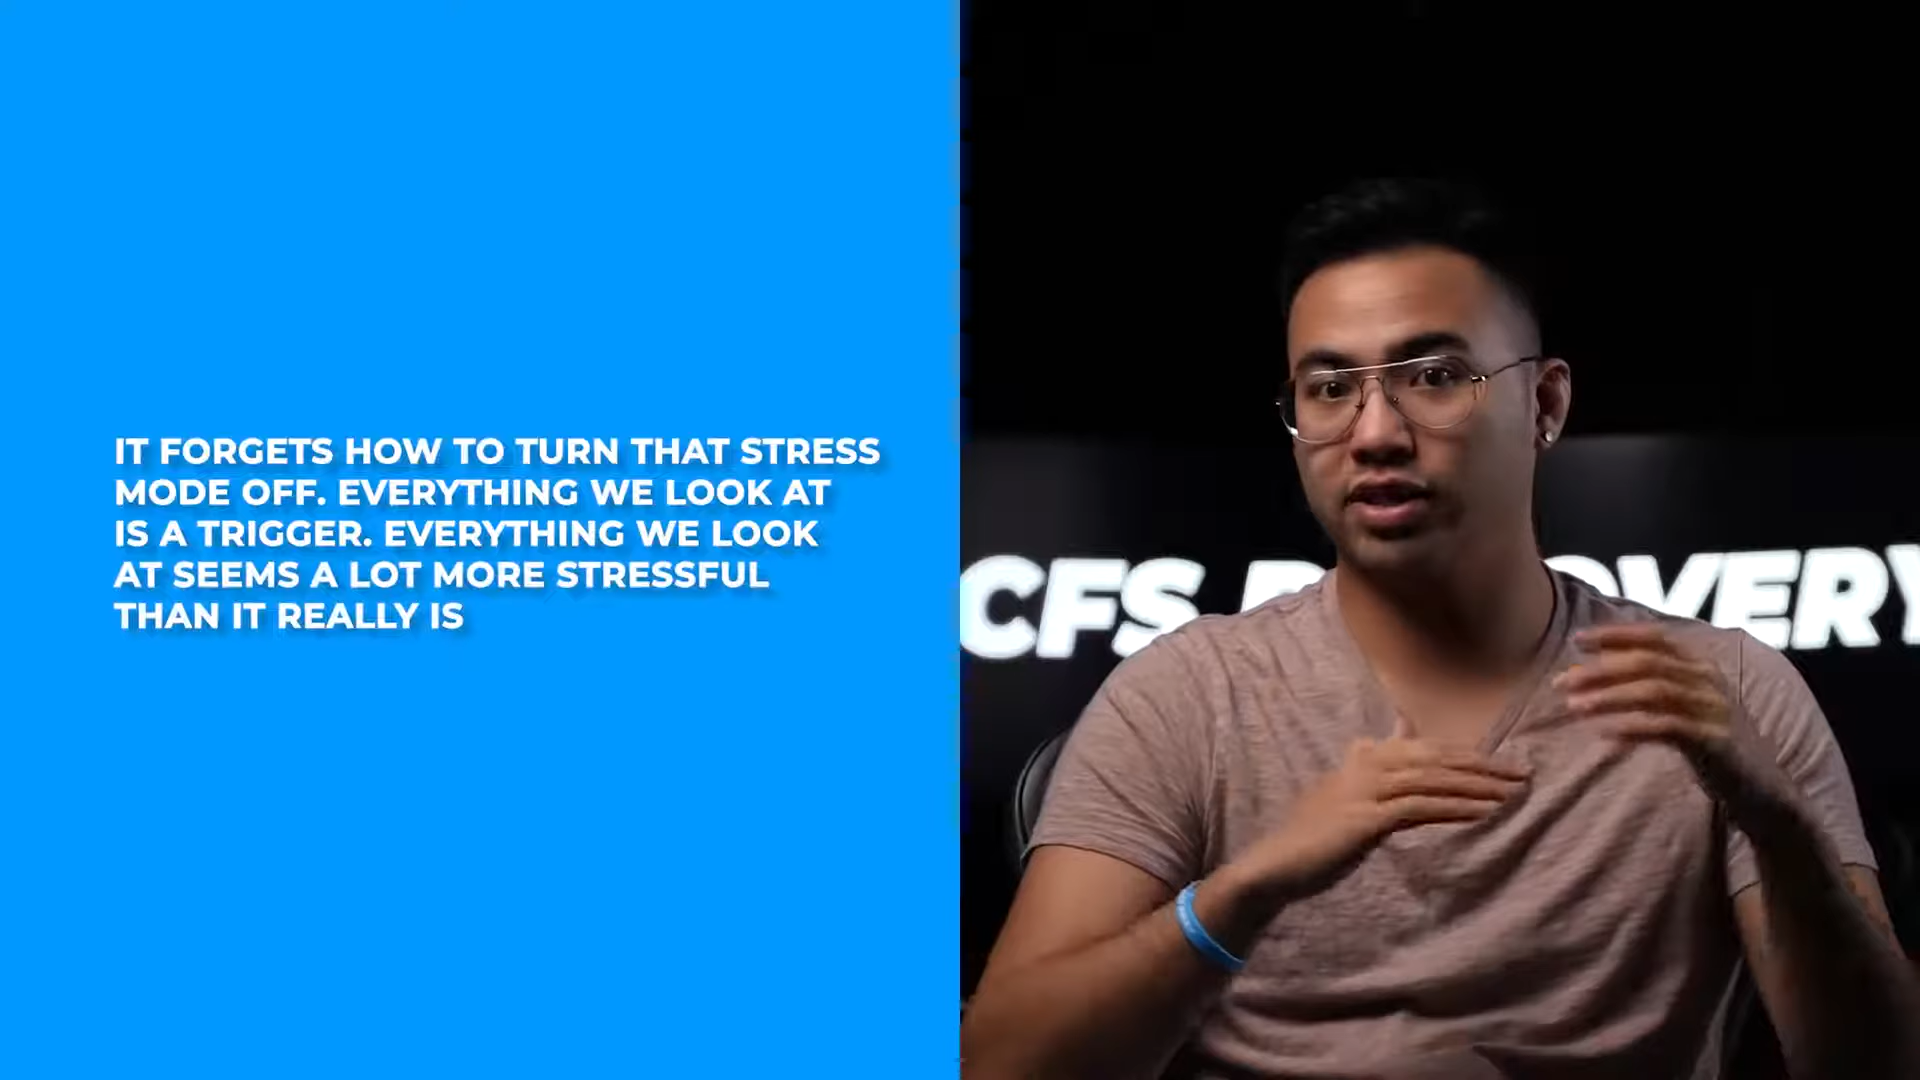 IT FORGETS HOW TO TURN THAT STRESS
MODE OFF. EVERYTHING WE LOOK AT
IS A TRIGGER. EVERYTHING WE LOOK
AT SEEMS A LOT MORE STRESSFUL
THAN IT REALLY IS
CFS R OVERY